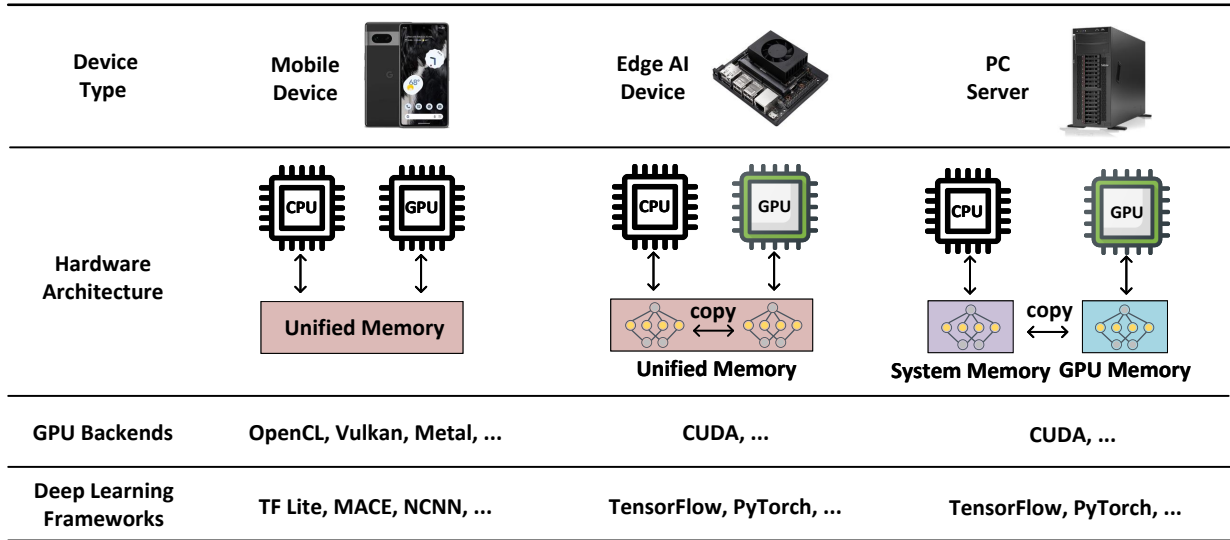 Device
Type
Mobile
Device
68°
G
Edge AI
Device
PC
Server
Hardware
Architecture
CPU
GPU
Unified Memory
CPU
GPU
copy
Unified Memory
CPU
GPU
copy
System Memory
GPU Memory
GPU Backends
OpenCL, Vulkan, Metal, ...
CUDA, ...
CUDA, ...
Deep Learning
Frameworks
TF Lite, MACE, NCNN, ...
TensorFlow, PyTorch, ...
TensorFlow, PyTorch, ...